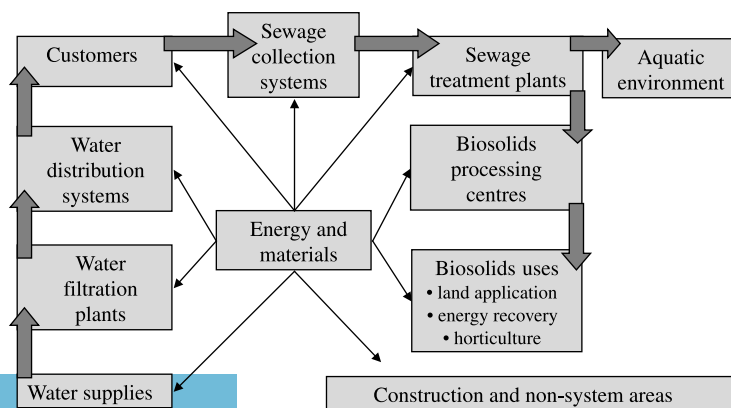 Customers
Sewage
collection
systems
Sewage
treatment plants
Aquatic
environment
Water
distribution
systems
Biosolids
processing
centres
Energy and
materials
Water
filtration
plants
Biosolids uses
• land application
• energy recovery
• horticulture
Water supplies
Construction and non-system areas